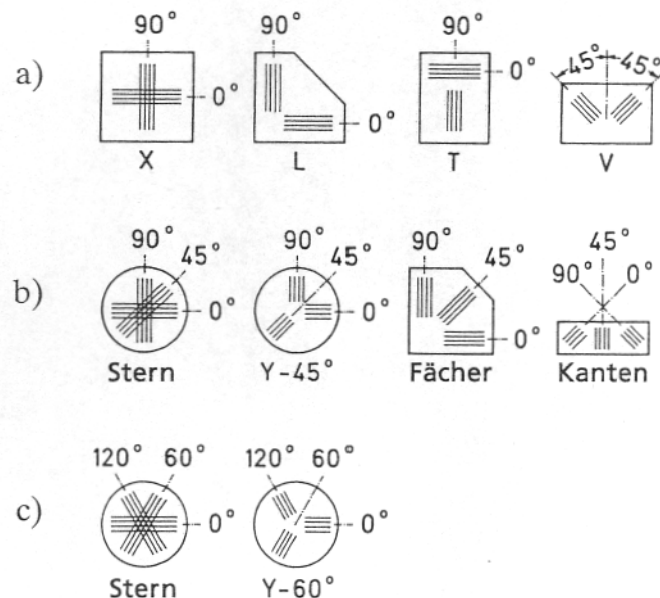 90° 90° 90° 45° 45°
a) 0° 0° 0°
X L T V
90° 45° 90° 45° 90° 45° 45°
90° 0°
b) 0° 0° 0°
Stern Y-45° Fächer Kanten
120° 60° 120° 60°
c) 0° 0°
Stern Y-60°